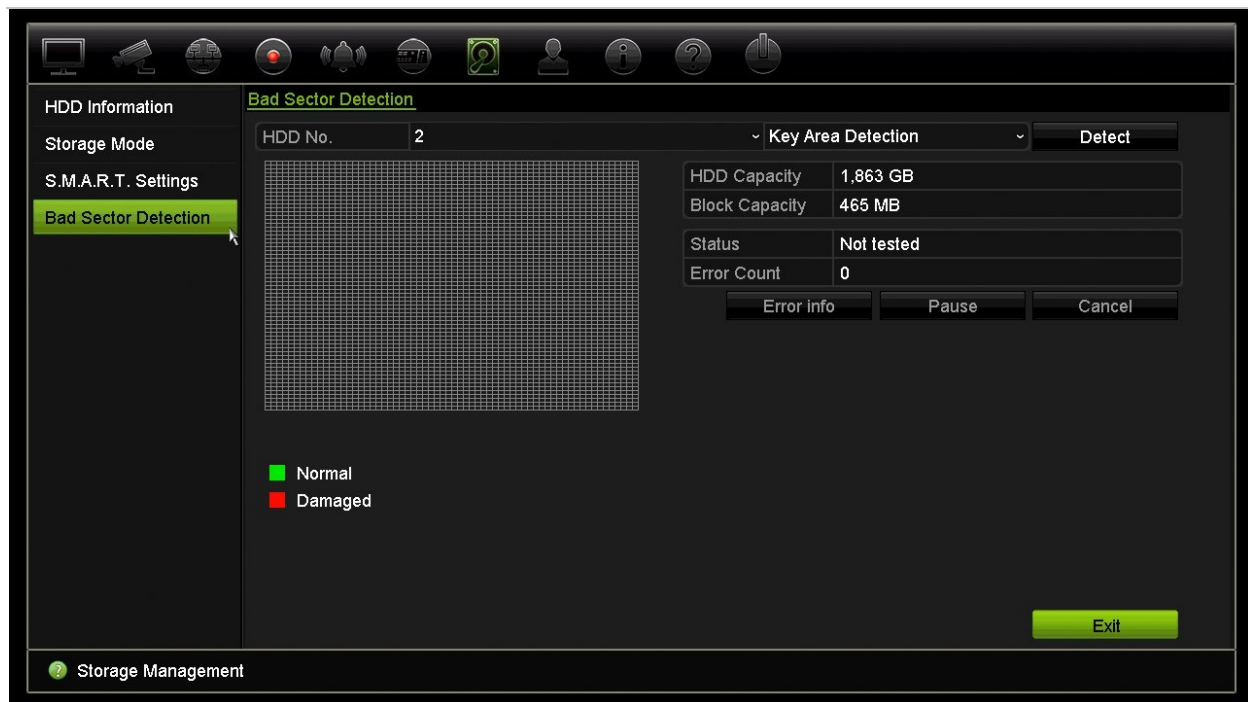 HDD Information
Storage Mode
S.M.A.R.T. Settings
Bad Sector Detection
Bad Sector Detection
HDD No. 2 Key Area Detection Detect
HDD Capacity 1,863 GB
Block Capacity 465 MB
Status Not tested
Error Count 0
Error info Pause Cancel
Normal
Damaged
Exit
Storage Management